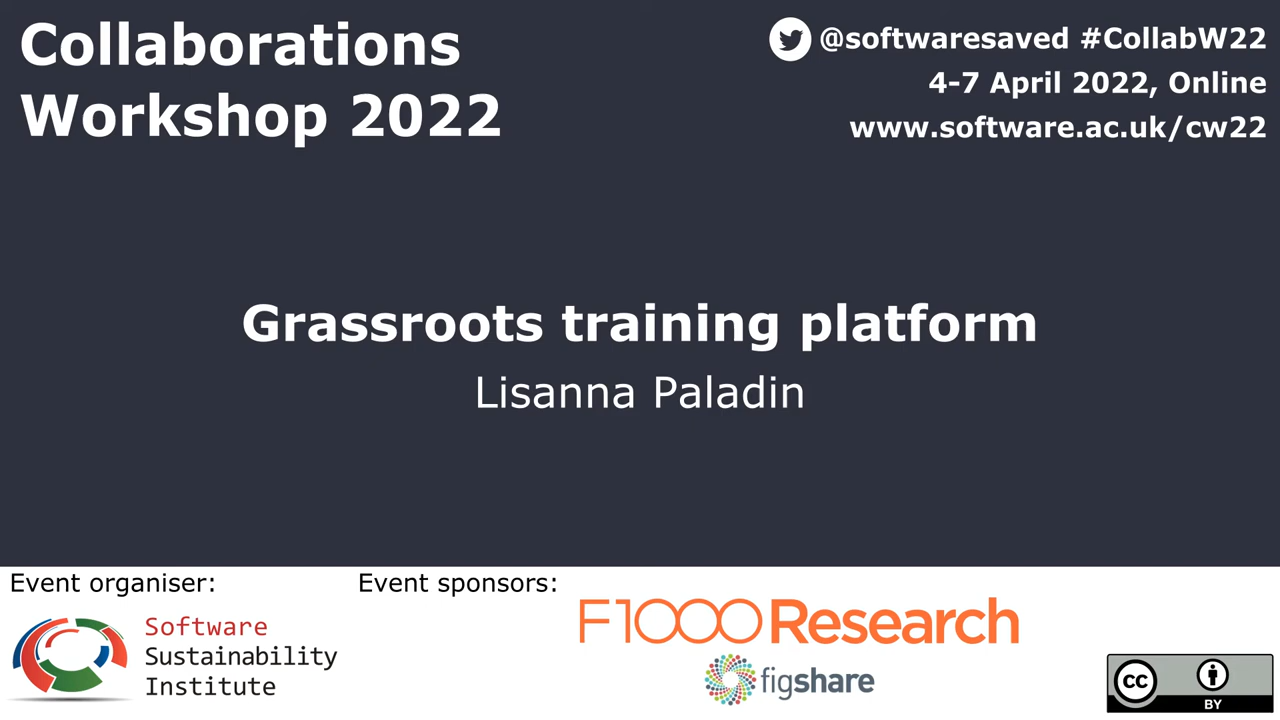 Collaborations
Workshop 2022
@softwaresaved #CollabW22
4-7 April 2022, Online
www.software.ac.uk/cw22
Grassroots training platform
Lisanna Paladin
Event organiser:
Software
Sustainability
Institute
Event sponsors:
F1000Research
figshare
CC
BY